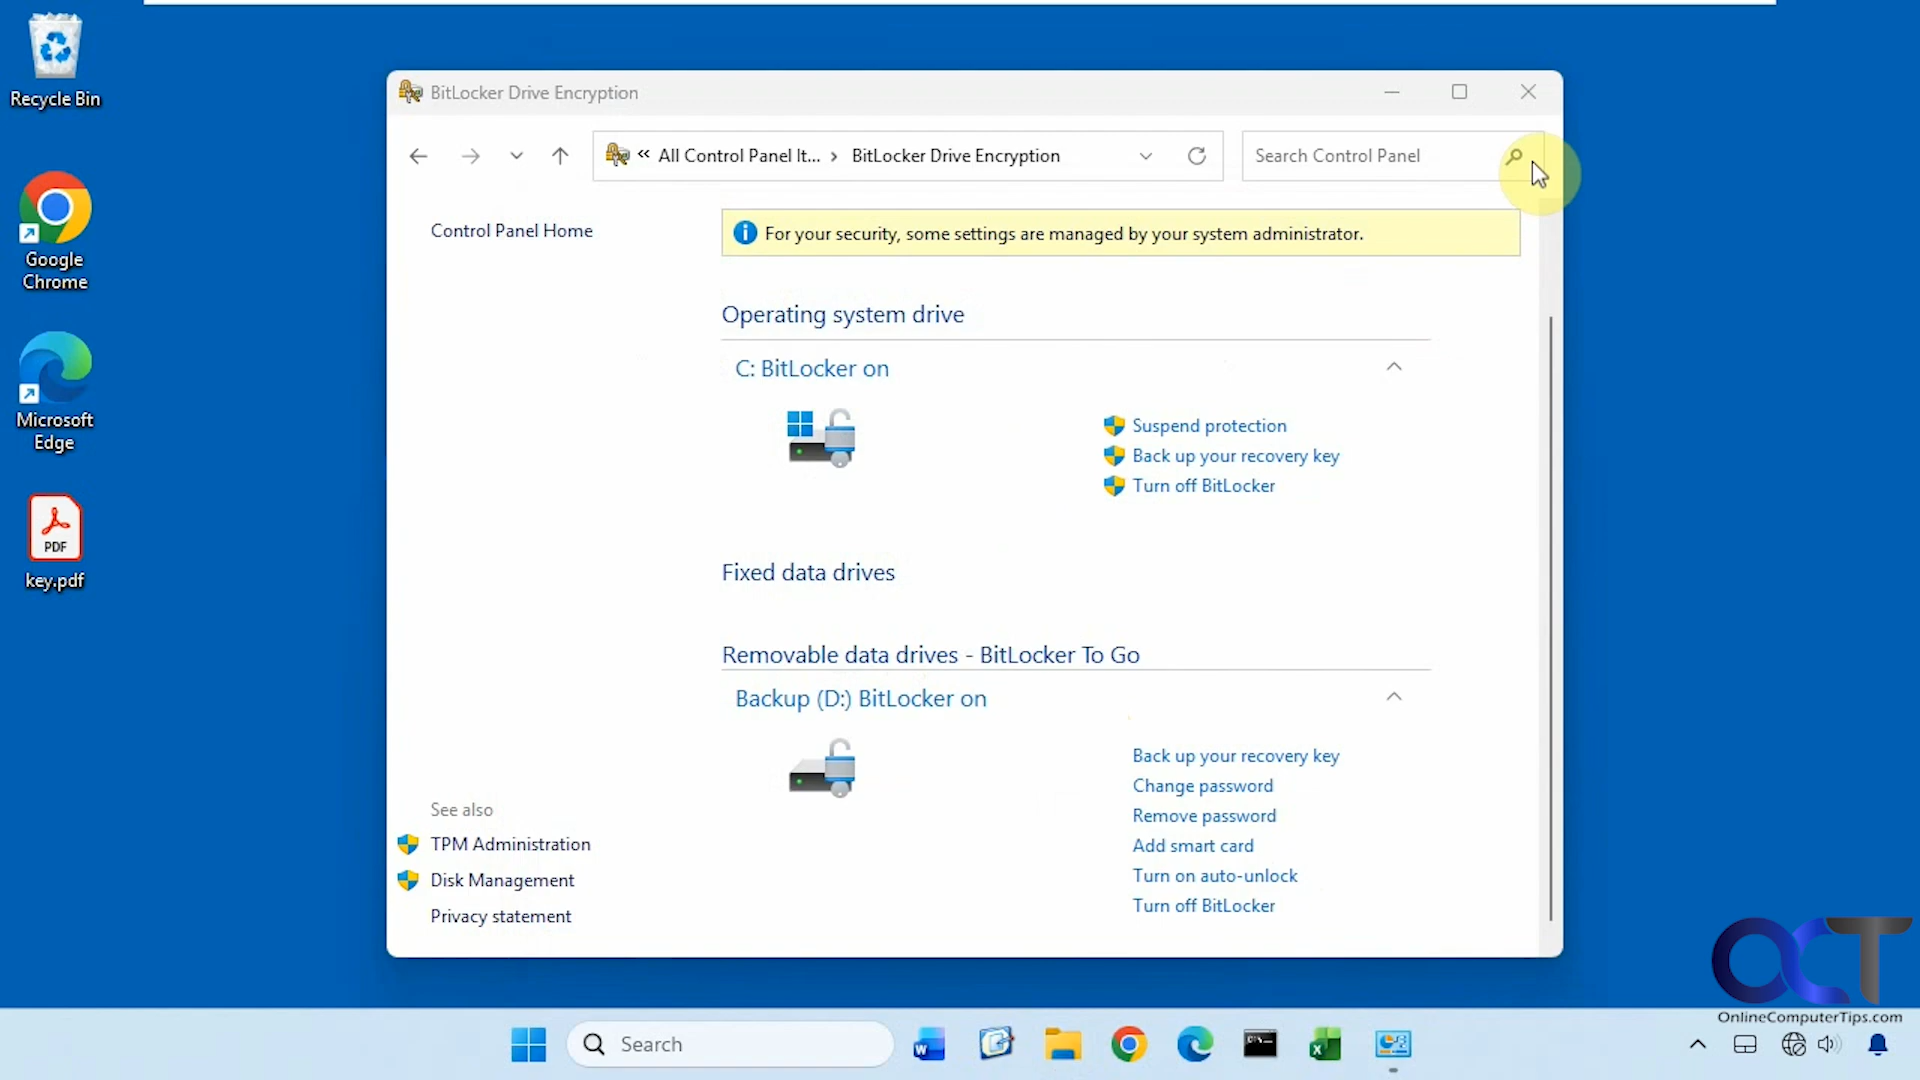 Recycle Bin
Google
Chrome
Microsoft
Edge
PDF
key.pdf
BitLocker Drive Encryption
« All Control Panel It... › BitLocker Drive Encryption
Search Control Panel
Control Panel Home
For your security, some settings are managed by your system administrator.
Operating system drive
C: BitLocker on
Suspend protection
Back up your recovery key
Turn off BitLocker
Fixed data drives
Removable data drives - BitLocker To Go
Backup (D:) BitLocker on
Back up your recovery key
Change password
Remove password
Add smart card
Turn on auto-unlock
Turn off BitLocker
See also
TPM Administration
Disk Management
Privacy statement
OCT
OnlineComputerTips.com
Search